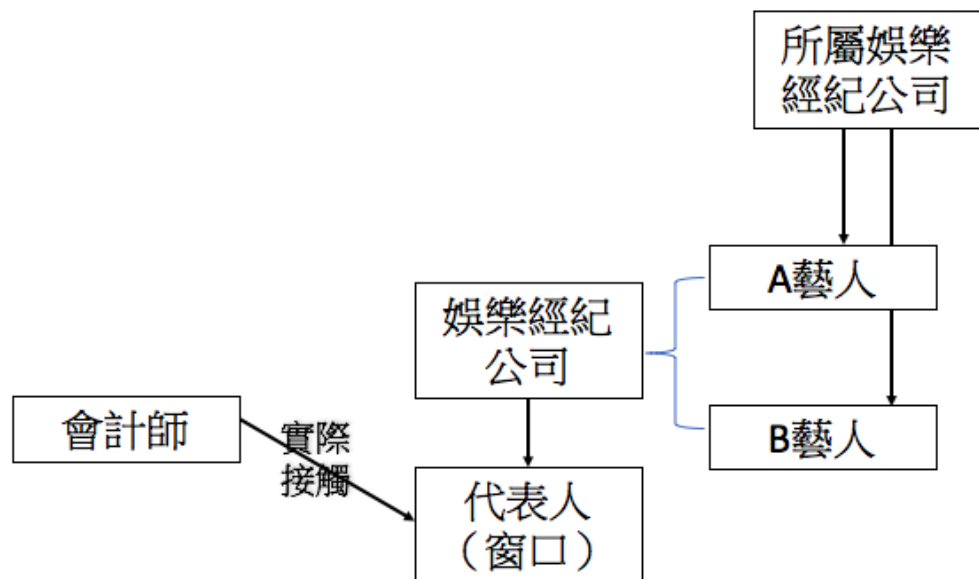 所屬娛樂
經紀公司
A藝人
娛樂經紀
公司
會計師
實際
接觸
B藝人
代表人
（窗口）